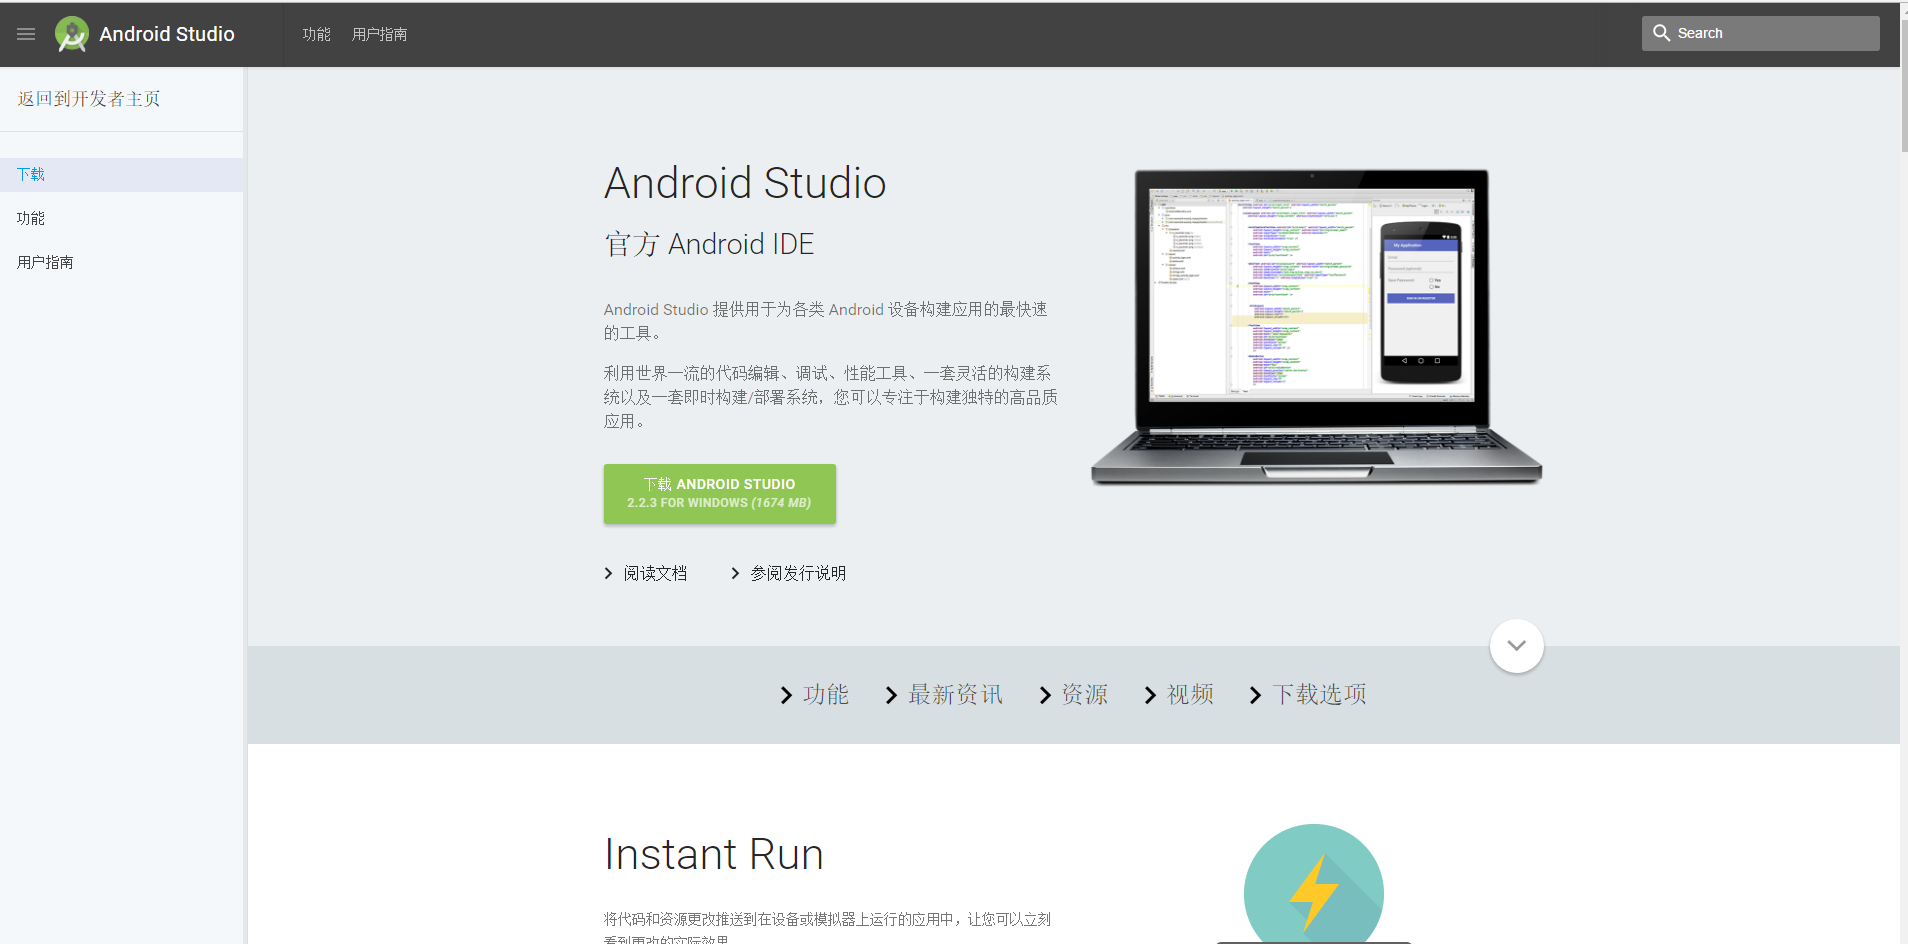 Android Studio
功能
用户指南
Search
返回到开发者主页
下载
功能
用户指南
Android Studio
官方 Android IDE
Android Studio 提供用于为各类 Android 设备构建应用的最快速
的工具。
利用世界一流的代码编辑、调试、性能工具、一套灵活的构建系
统以及一套即时构建/部署系统，您可以专注于构建独特的高品质
应用。
下载 ANDROID STUDIO
2.2.3 FOR WINDOWS (1674 MB)
阅读文档
参阅发行说明
My Application
功能
最新资讯
资源
视频
下载选项
Instant Run
将代码和资源更改推送到在设备或模拟器上运行的应用中，让您可以立刻
看到更改的实际效果